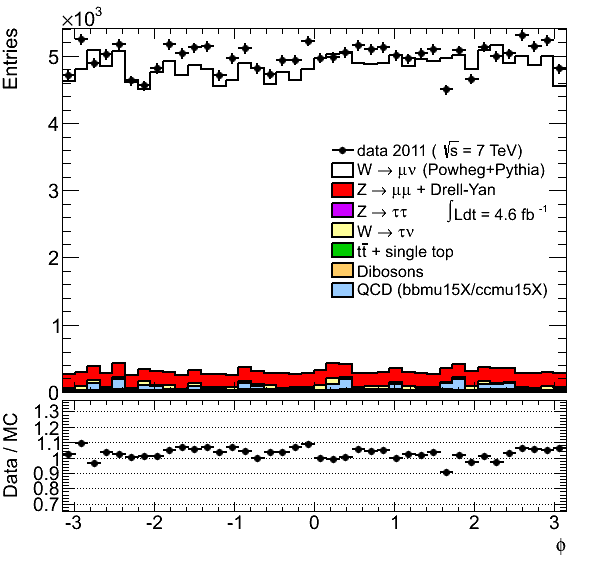 ×10³
Entries
5
4
3
2
1
0
data 2011 ( √s = 7 TeV)
W → μν (Powheg+Pythia)
Z → μμ + Drell-Yan
Z → ττ
∫Ldt = 4.6 fb⁻¹
W → τν
tt̄ + single top
Dibosons
QCD (bbmu15X/ccmu15X)
Data / MC
1.3
1.2
1.1
1
0.9
0.8
0.7
-3 -2 -1 0 1 2 3
ϕ